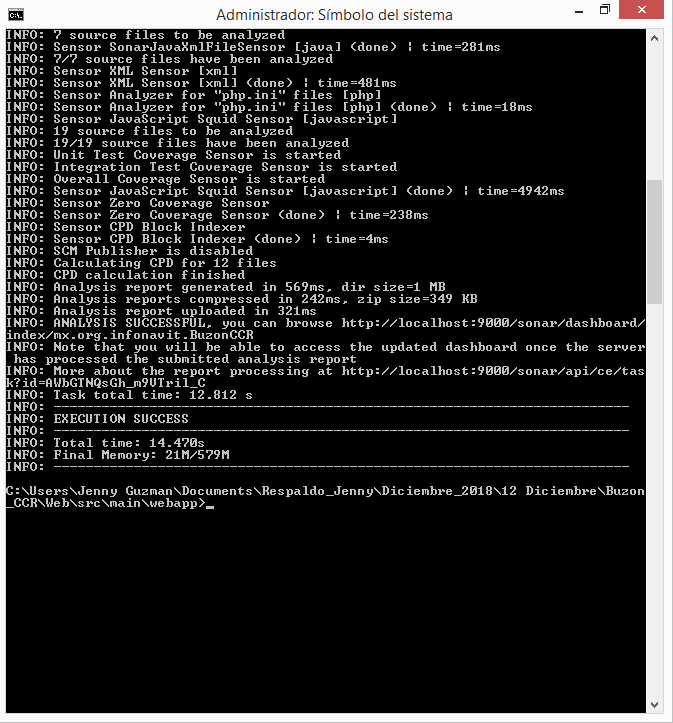 Administrador: Símbolo del sistema
INFO: 7 source files to be analyzed
INFO: Sensor SonarJavaXmlFileSensor [java] (done) | time=281ms
INFO: 7/7 source files have been analyzed
INFO: Sensor XML Sensor [xml]
INFO: Sensor XML Sensor [xml] (done) | time=481ms
INFO: Sensor Analyzer for "php.ini" files [php]
INFO: Sensor Analyzer for "php.ini" files [php] (done) | time=18ms
INFO: Sensor JavaScript Squid Sensor [javascript]
INFO: 19 source files to be analyzed
INFO: 19/19 source files have been analyzed
INFO: Unit Test Coverage Sensor is started
INFO: Integration Test Coverage Sensor is started
INFO: Overall Coverage Sensor is started
INFO: Sensor JavaScript Squid Sensor [javascript] (done) | time=4942ms
INFO: Sensor Zero Coverage Sensor
INFO: Sensor Zero Coverage Sensor (done) | time=238ms
INFO: Sensor CPD Block Indexer
INFO: Sensor CPD Block Indexer (done) | time=4ms
INFO: SCM Publisher is disabled
INFO: Calculating CPD for 12 files
INFO: CPD calculation finished
INFO: Analysis report generated in 569ms, dir size=1 MB
INFO: Analysis reports compressed in 242ms, zip size=349 KB
INFO: Analysis report uploaded in 321ms
INFO: ANALYSIS SUCCESSFUL, you can browse http://localhost:9000/sonar/dashboard/
index/mx.org.infonavit.BuzonCCR
INFO: Note that you will be able to access the updated dashboard once the server
 has processed the submitted analysis report
INFO: More about the report processing at http://localhost:9000/sonar/api/ce/tas
k?id=AWbGTNQsGh_m9VTril_C
INFO: Task total time: 12.812 s
INFO: ------------------------------------------------------------------------
INFO: EXECUTION SUCCESS
INFO: ------------------------------------------------------------------------
INFO: Total time: 14.470s
INFO: Final Memory: 21M/579M
INFO: ------------------------------------------------------------------------
C:\Users\Jenny Guzman\Documents\Respaldo_Jenny\Diciembre_2018\12 Diciembre\Buzon
_CCR\Web\src\main\webapp>_